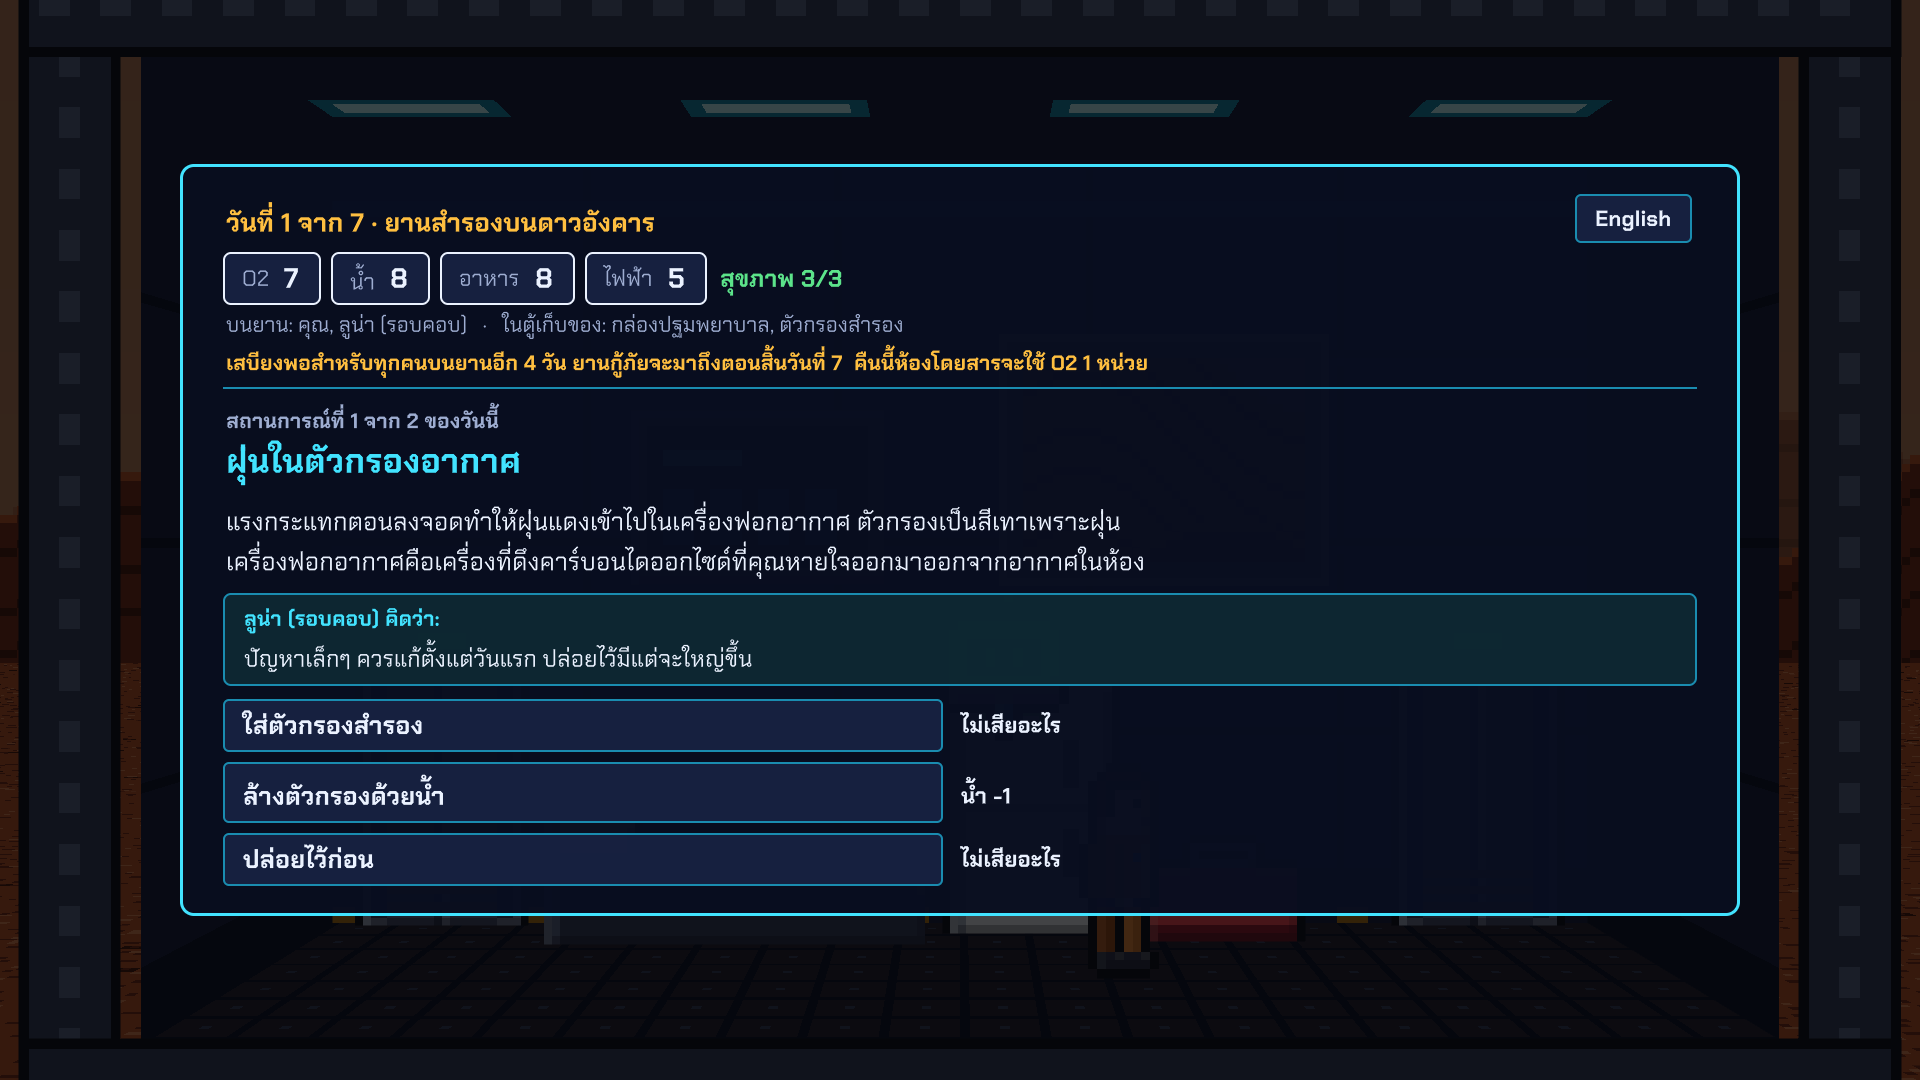 วันที่ 1 จาก 7 · ยานสำรองบนดาวอังคาร
English
O2 7 น้ำ 8 อาหาร 8 ไฟฟ้า 5 สุขภาพ 3/3
บนยาน: คุณ, ลูน่า (รอบคอบ) · ในตู้เก็บของ: กล่องปฐมพยาบาล, ตัวกรองสำรอง
เสบียงพอสำหรับทุกคนบนยานอีก 4 วัน ยานกู้ภัยจะมาถึงตอนสิ้นวันที่ 7 คืนนี้ห้องโดยสารจะใช้ O2 1 หน่วย
สถานการณ์ที่ 1 จาก 2 ของวันนี้
ฝุ่นในตัวกรองอากาศ
แรงกระแทกตอนลงจอดทำให้ฝุ่นแดงเข้าไปในเครื่องฟอกอากาศ ตัวกรองเป็นสีเทาเพราะฝุ่น
เครื่องฟอกอากาศคือเครื่องที่ดึงคาร์บอนไดออกไซด์ที่คุณหายใจออกมาออกจากอากาศในห้อง
ลูน่า (รอบคอบ) คิดว่า:
ปัญหาเล็กๆ ควรแก้ตั้งแต่วันแรก ปล่อยไว้มีแต่จะใหญ่ขึ้น
ใส่ตัวกรองสำรอง ไม่เสียอะไร
ล้างตัวกรองด้วยน้ำ น้ำ -1
ปล่อยไว้ก่อน ไม่เสียอะไร